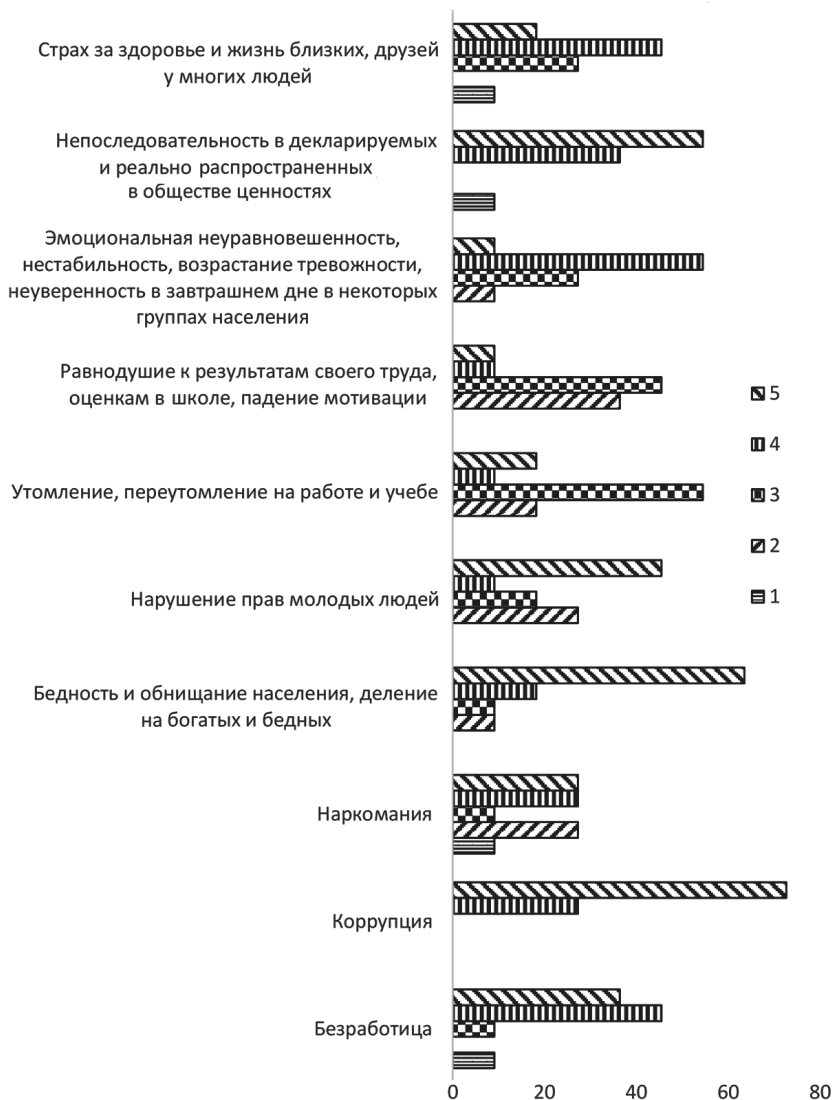 Страх за здоровье и жизнь близких, друзей
у многих людей
Непоследовательность в декларируемых
и реально распространенных
в обществе ценностях
Эмоциональная неуравновешенность,
нестабильность, возрастание тревожности,
неуверенность в завтрашнем дне в некоторых
группах населения
Равнодушие к результатам своего труда,
оценкам в школе, падение мотивации
Утомление, переутомление на работе и учебе
Нарушение прав молодых людей
Бедность и обнищание населения, деление
на богатых и бедных
Наркомания
Коррупция
Безработица
0 20 40 60 80
5
4
3
2
1